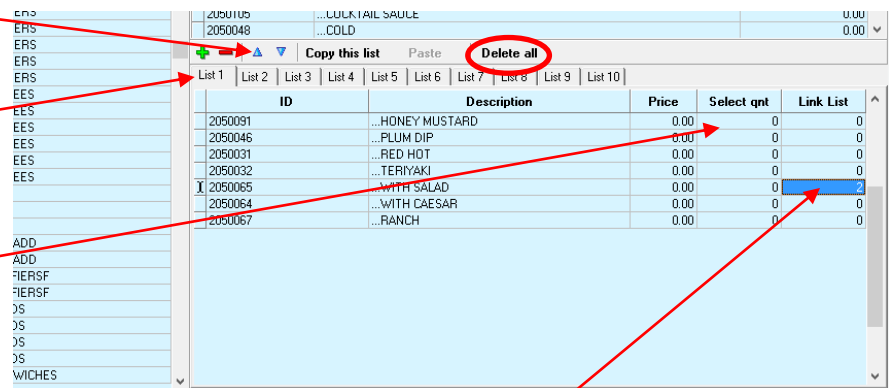 ERS
ERS
ERS
ERS
ERS
EES
EES
EES
EES
EES
EES
ADD
ADD
FIERSF
FIERSF
DS
DS
DS
DS
WICHES
2050105 ...COCKTAIL SAUCE 0.00
2050048 ...COLD 0.00
Copy this list Paste Delete all
List 1 List 2 List 3 List 4 List 5 List 6 List 7 List 8 List 9 List 10
ID Description Price Select qnt Link List
2050091 ...HONEY MUSTARD 0.00 0 0
2050046 ...PLUM DIP 0.00 0 0
2050031 ...RED HOT 0.00 0 0
2050032 ...TERIYAKI 0.00 0 0
2050065 ...WITH SALAD 0.00 0 2
2050064 ...WITH CAESAR 0.00 0 0
2050067 ...RANCH 0.00 0 0